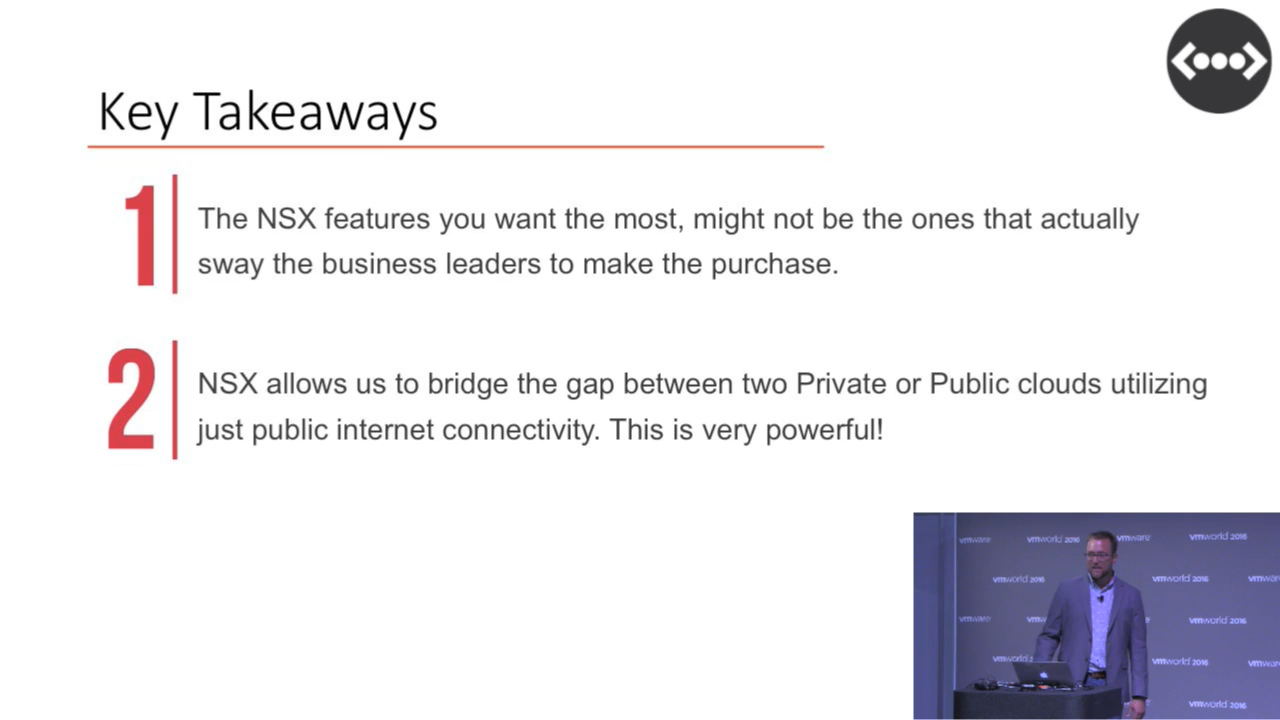 Key Takeaways
1
The NSX features you want the most, might not be the ones that actually
sway the business leaders to make the purchase.
2
NSX allows us to bridge the gap between two Private or Public clouds utilizing
just public internet connectivity. This is very powerful!
vmware vmworld 2016 vmware vmworld 2016
vmworld 2016 vmworld 2016
vmware vmworld 2016
vmworld 2016
vmworld 2016